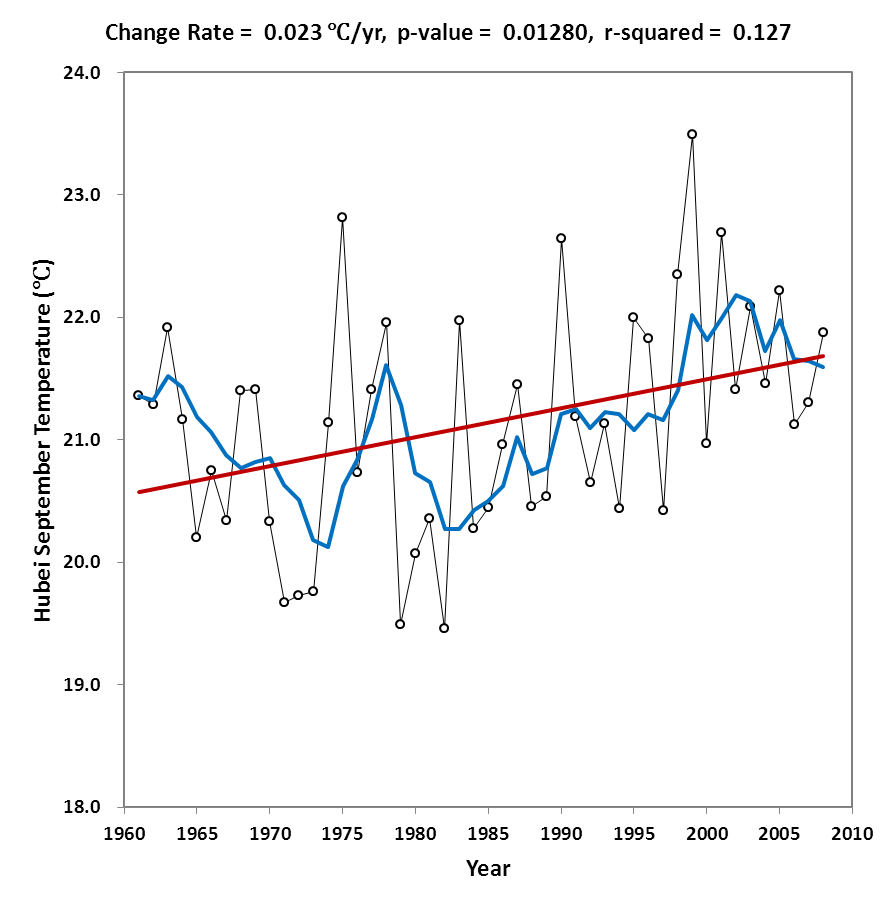 Change Rate = 0.023 ℃/yr, p-value = 0.01280, r-squared = 0.127
24.0
23.0
22.0
21.0
20.0
19.0
18.0
Hubei September Temperature (℃)
1960 1965 1970 1975 1980 1985 1990 1995 2000 2005 2010
Year